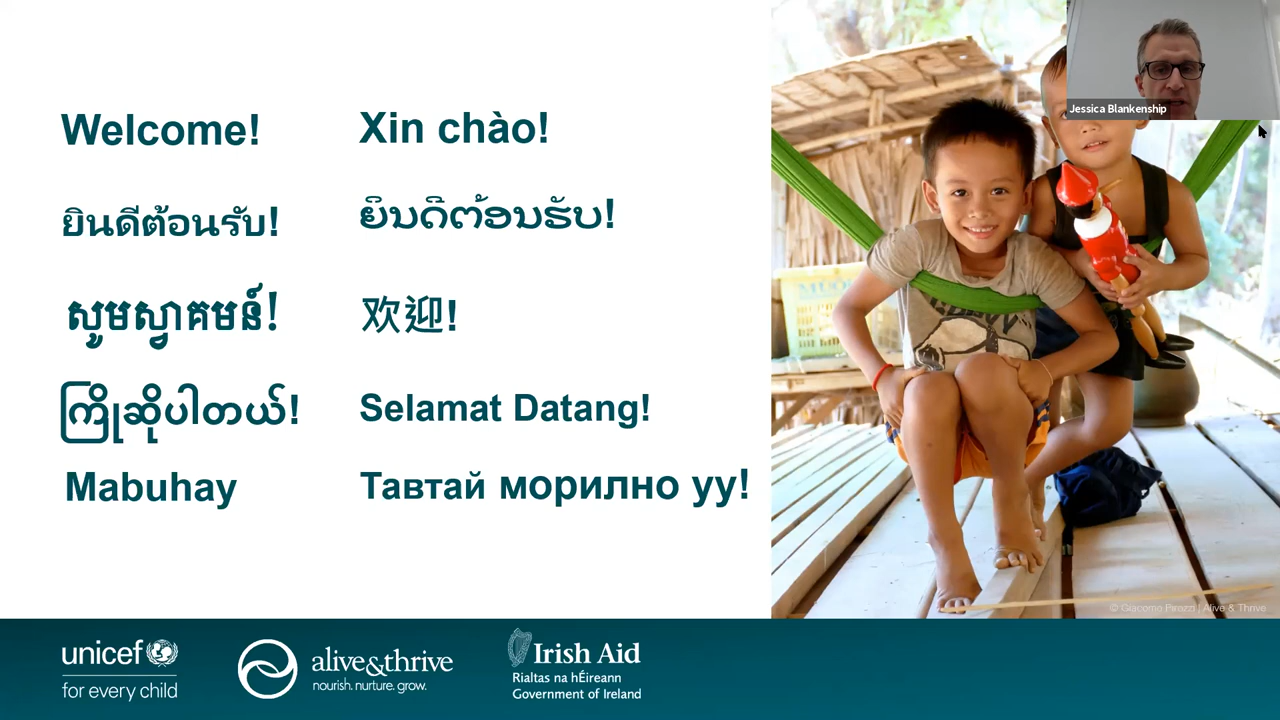 Welcome!
Xin chào!
ยินดีต้อนรับ!
ຍິນດີຕ້ອນຮັບ!
សូមស្វាគមន៍!
欢迎!
ကြိုဆိုပါတယ်!
Selamat Datang!
Mabuhay
Тавтай морилно уу!
Jessica Blankenship
© Giacomo Pirozzi | Alive & Thrive
unicef
for every child
alive&thrive
nourish. nurture. grow.
Irish Aid
Rialtas na hÉireann
Government of Ireland